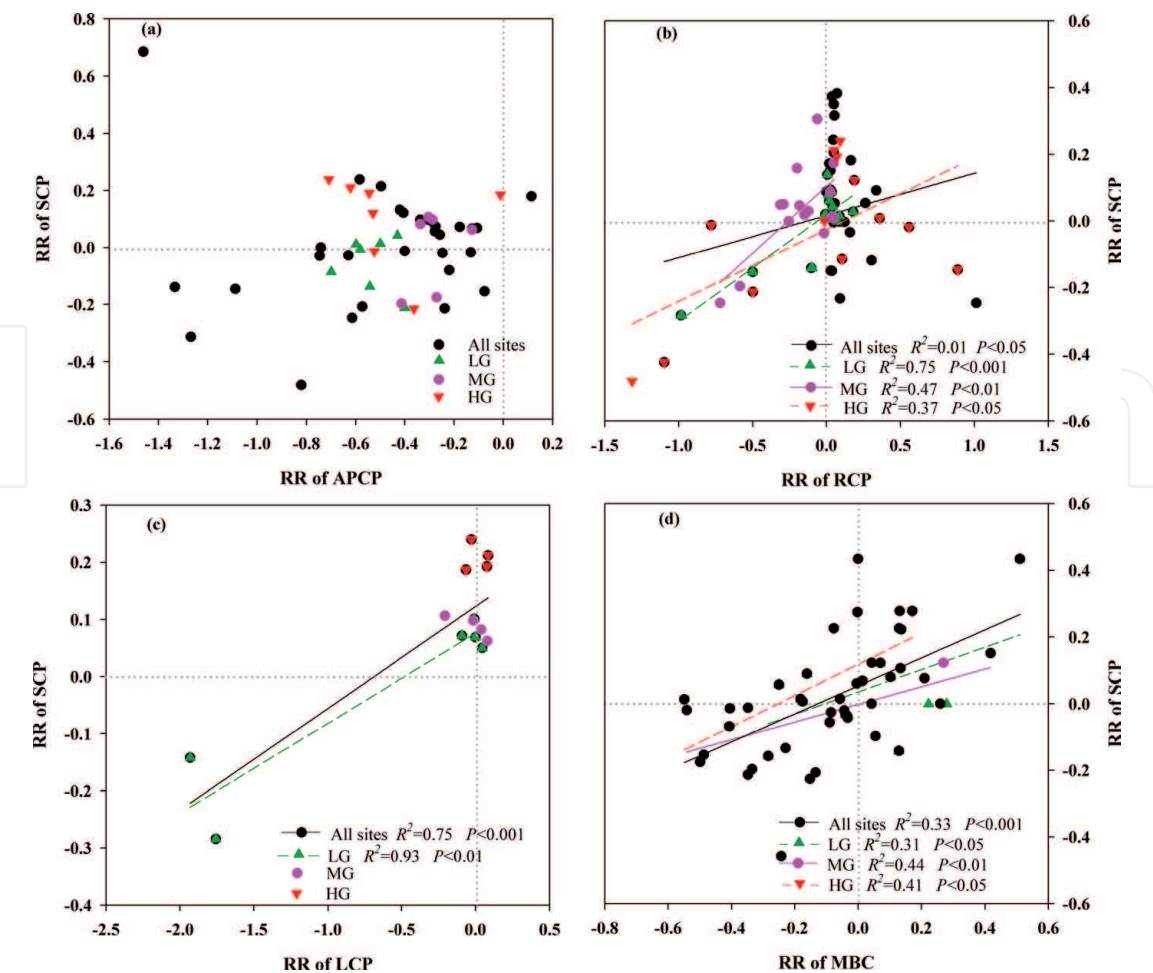 (a)
0.8
0.6
0.4
0.2
0.0
-0.2
-0.4
-0.6
RR of SCP
All sites
LG
MG
HG
-1.6 -1.4 -1.2 -1.0 -0.8 -0.6 -0.4 -0.2 0.0 0.2
RR of APCP
(b)
0.6
0.4
0.2
0.0
-0.2
-0.4
-0.6
RR of SCP
All sites R²=0.01 P<0.05
LG R²=0.75 P<0.001
MG R²=0.47 P<0.01
HG R²=0.37 P<0.05
-1.5 -1.0 -0.5 0.0 0.5 1.0 1.5
RR of RCP
(c)
0.3
0.2
0.1
0.0
-0.1
-0.2
-0.3
-0.4
RR of SCP
All sites R²=0.75 P<0.001
LG R²=0.93 P<0.01
MG
HG
-2.5 -2.0 -1.5 -1.0 -0.5 0.0 0.5
RR of LCP
(d)
0.6
0.4
0.2
0.0
-0.2
-0.4
-0.6
RR of SCP
All sites R²=0.33 P<0.001
LG R²=0.31 P<0.05
MG R²=0.44 P<0.01
HG R²=0.41 P<0.05
-0.8 -0.6 -0.4 -0.2 0.0 0.2 0.4 0.6
RR of MBC